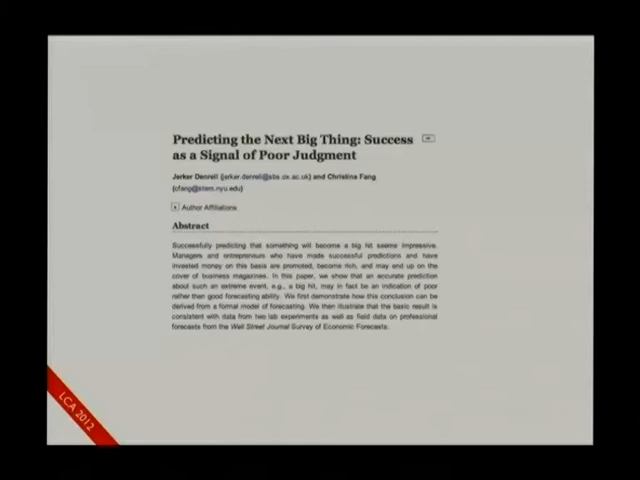 Predicting the Next Big Thing: Success
as a Signal of Poor Judgment
Jerker Denrell (jerker.denrell@sbs.ox.ac.uk) and Christina Fang
(cfang@stern.nyu.edu)
+ Author Affiliations
Abstract
Successfully predicting that something will become a big hit seems impressive.
Managers and entrepreneurs who have made successful predictions and have
invested money on this basis are promoted, become rich, and may end up on the
cover of business magazines. In this paper, we show that an accurate prediction
about such an extreme event, e.g., a big hit, may in fact be an indication of poor
rather than good forecasting ability. We first demonstrate how this conclusion can be
derived from a formal model of forecasting. We then illustrate that the basic result is
consistent with data from two lab experiments as well as field data on professional
forecasts from the Wall Street Journal Survey of Economic Forecasts.
LCA 2012